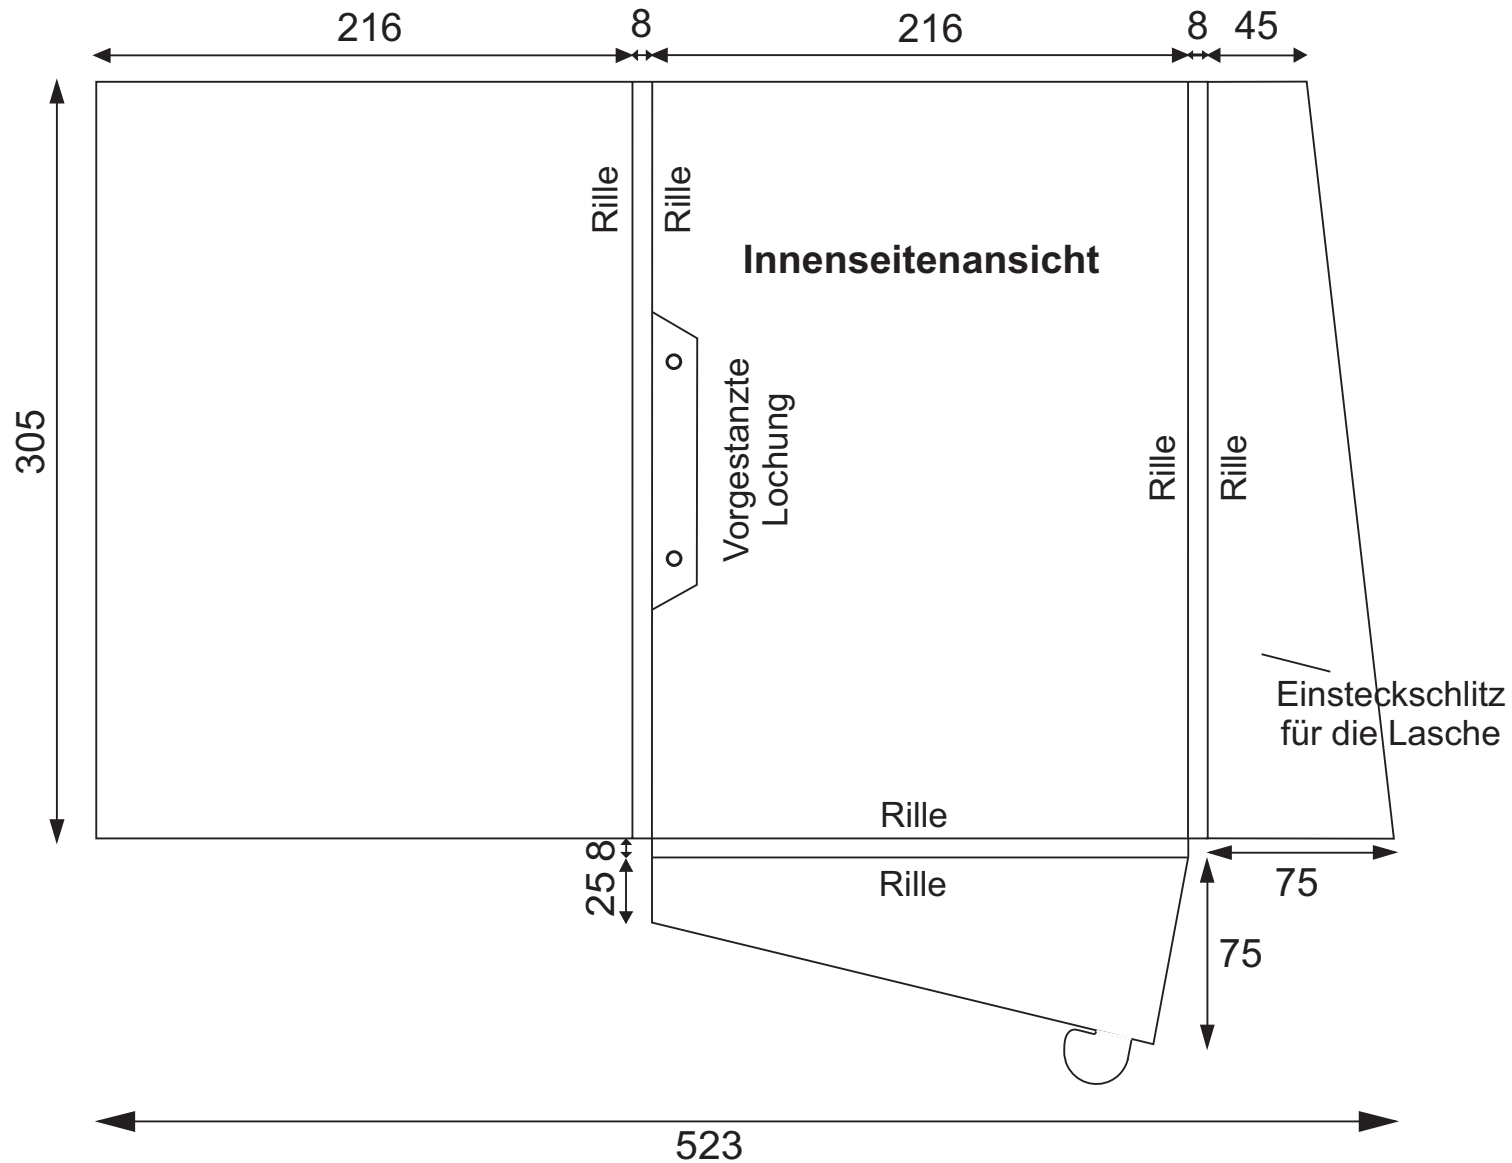 216
8
216
8
45
Rille
Rille
Innenseitenansicht
305
Vorgestanzte
Lochung
Rille
Rille
Einsteckschlitz
für die Lasche
Rille
8
25
Rille
75
75
523